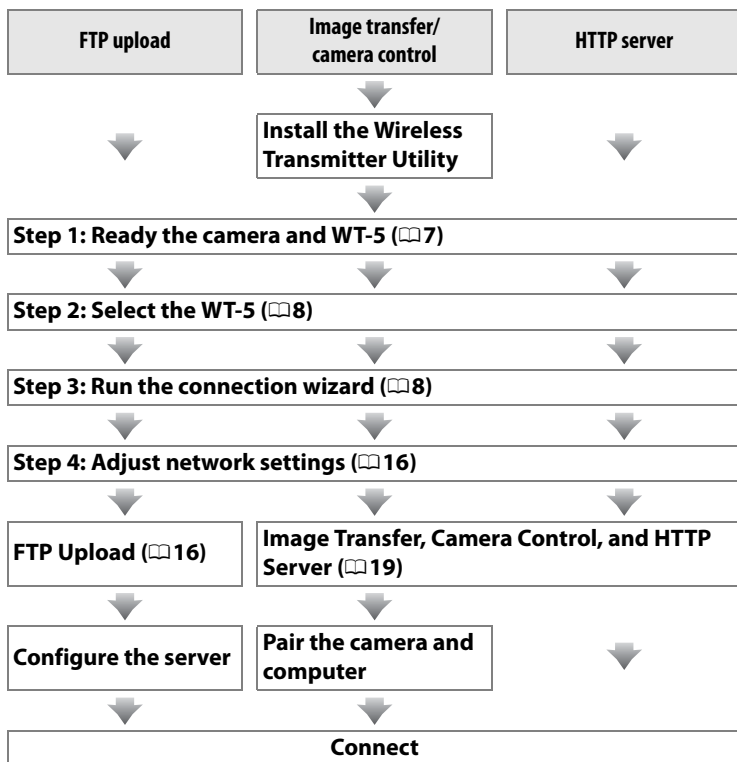 FTP upload
Image transfer/
camera control
HTTP server
Install the Wireless
Transmitter Utility
Step 1: Ready the camera and WT-5 (📖7)
Step 2: Select the WT-5 (📖8)
Step 3: Run the connection wizard (📖8)
Step 4: Adjust network settings (📖16)
FTP Upload (📖16)
Image Transfer, Camera Control, and HTTP
Server (📖19)
Configure the server
Pair the camera and
computer
Connect